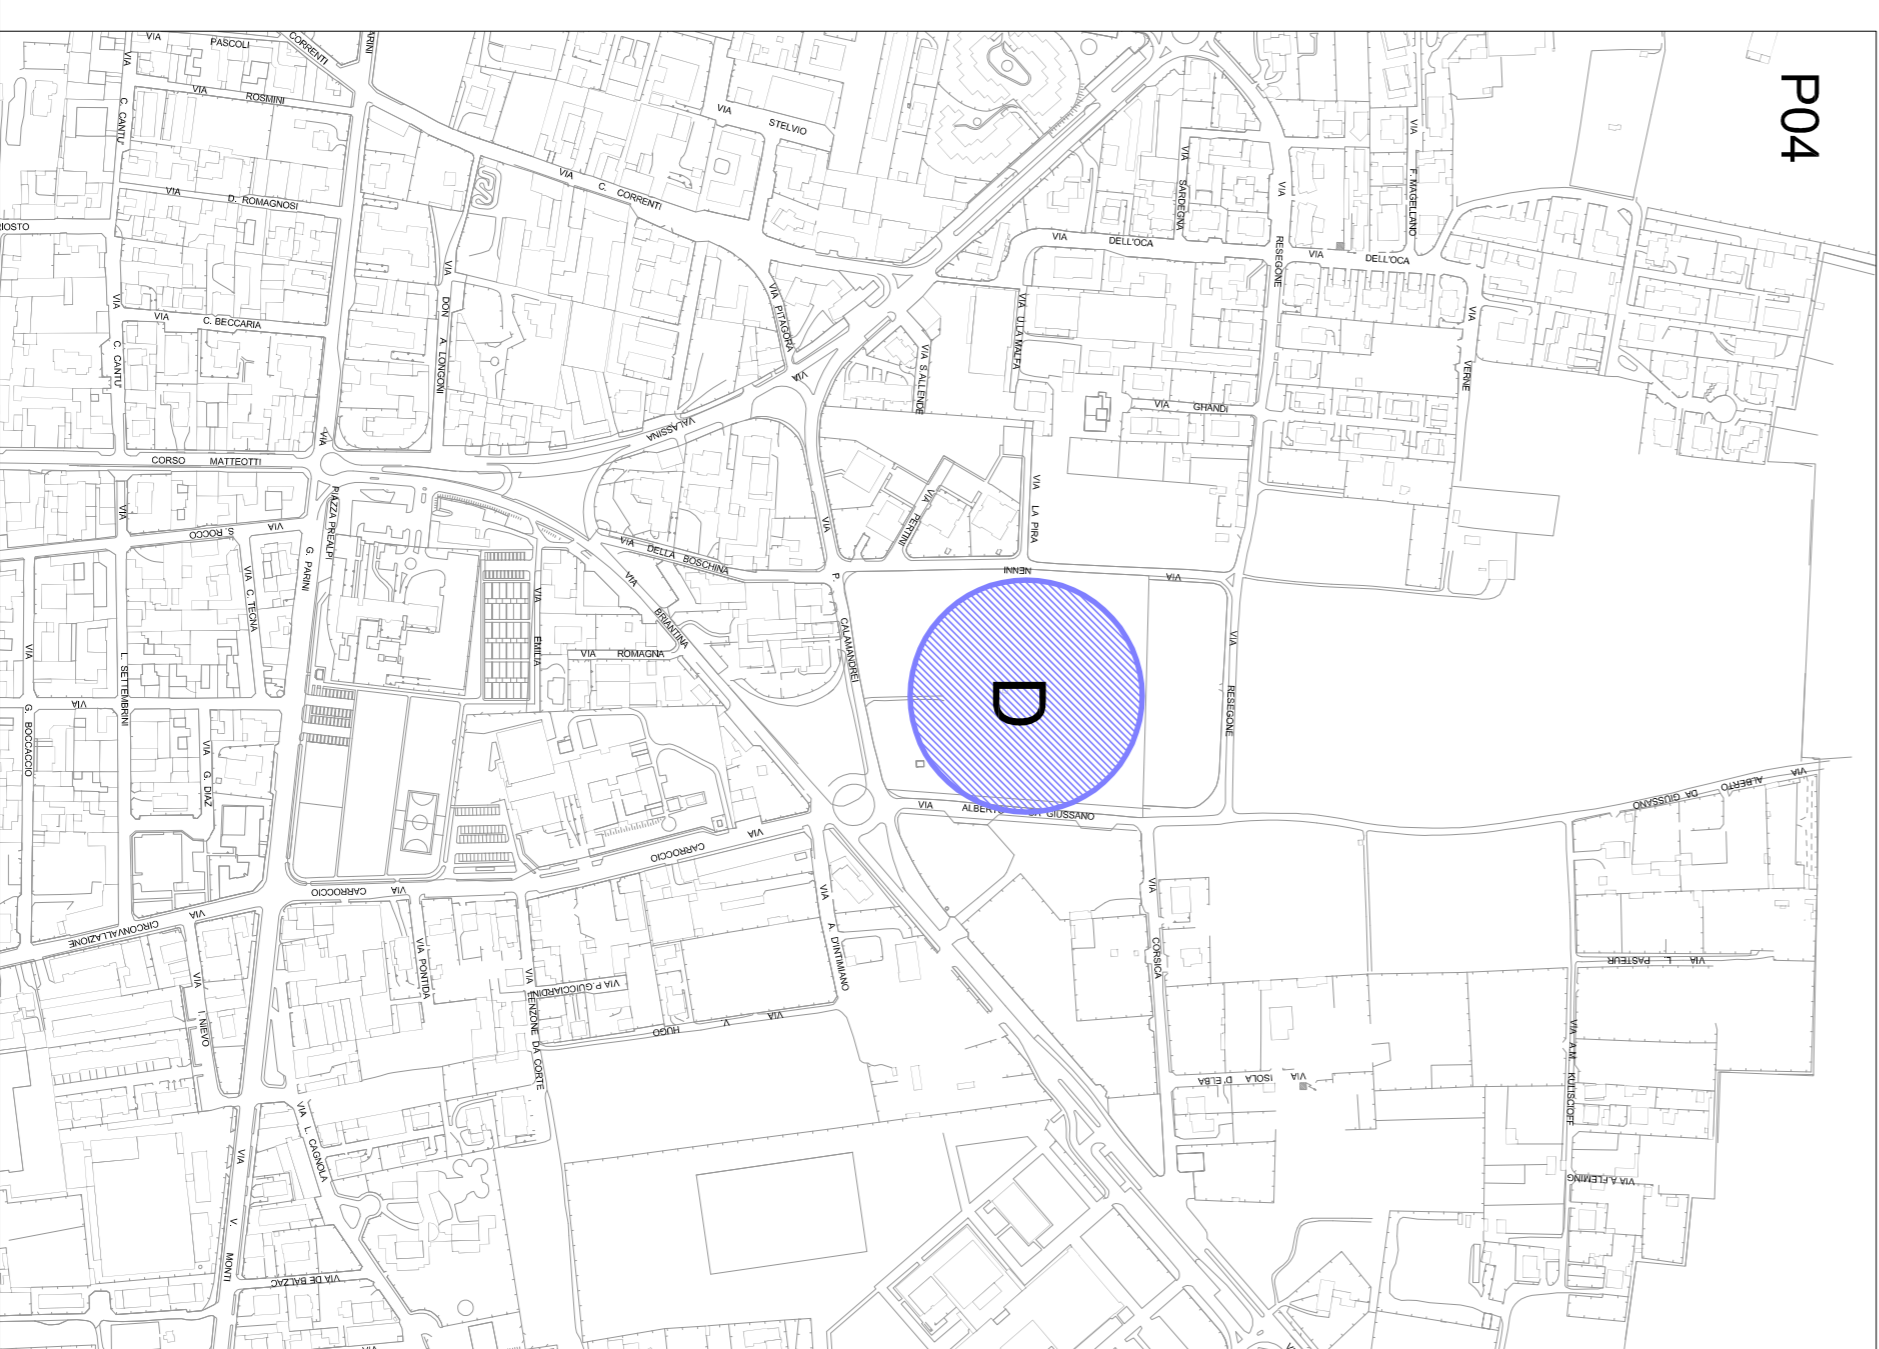 P04
VIA PASCOLI
CORRENTI
VIA ROSMINI
VIA C. CANTU'
VIA D. ROMAGNOSI
VIA C. BECCARIA
VIA C. CANTU'
VIA DON A. LONGONI
VIA C. CORRENTI
VIA STELVIO
VIA PITAGORA
VIA SARDEGNA
VIA RESEGONE
VIA F. MAGELLANO
VIA DELL'OCA
VIA DELL'OCA
VIA U.LA MALFA
VIA S.ALLENDE
VIA VERNE
VIA GHANDI
VIA
VALASSINA
VIA
CORSO MATTEOTTI
PIAZZA PREALPI
VIA S. ROCCO
VIA G. PARINI
VIA C. TECNA
VIA L. SETTEMBRINI
VIA G. BOCCACCIO
VIA
VIA G. DIAZ
VIA EMILIA
VIA ROMAGNA
VIA BRIANTINA
VIA DELLA BOSCHINA
VIA P. CALAMANDREI
VIA PERTINI
VIA LA PIRA
VIA NENNI
VIA RESEGONE
D
VIA ALBERTO DA GIUSSANO
VIA ALBERTO DA GIUSSANO
VIA CARROCCIO
VIA CARROCCIO
VIA CIRCONVALLAZIONE
VIA I. NIEVO
VIA PONTIDA
VIA P.GUICCIARDINI
VIA LENZONE DA CORTE
VIA V. HUGO
VIA A. D'INTIMIANO
VIA CORSICA
VIA L. PASTEUR
VIA A.M. KULISCIOFF
VIA ISOLA D'ELBA
VIA A.FLEMING
VIA L. CAGNOLA
VIA V. MONTI
VIA DE BALZAC